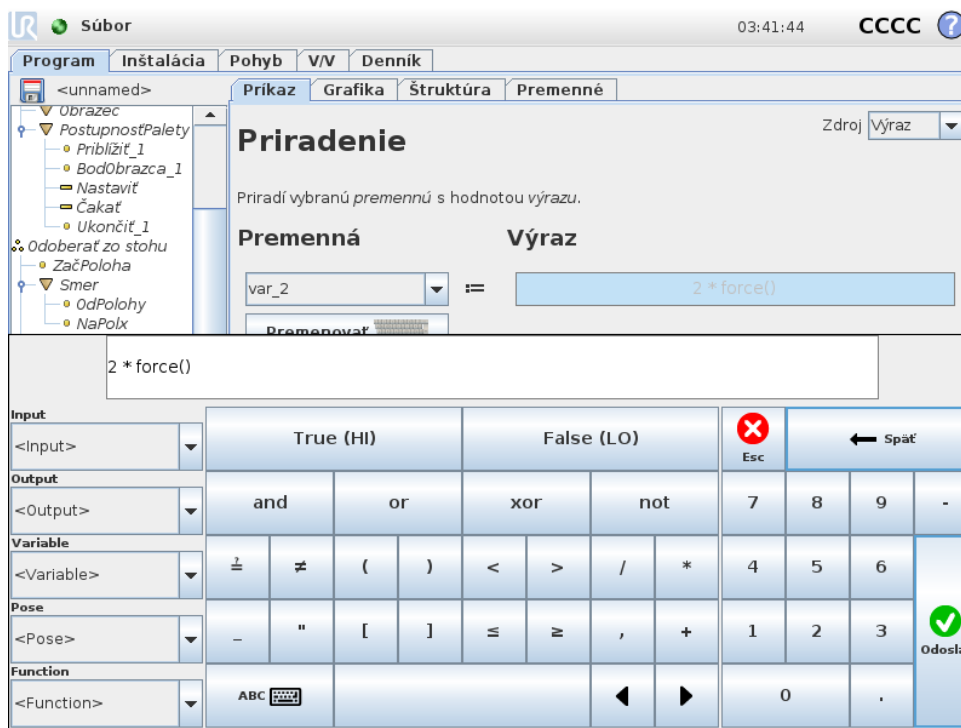 UR Súbor 03:41:44 CCCC ?
Program Inštalácia Pohyb V/V Denník
<unnamed> Príkaz Grafika Štruktúra Premenné
Obrazec
PostupnosťPalety
Priblížiť_1
BodObrazca_1
Nastaviť
Čakať
Ukončiť_1
Odoberať zo stohu
ZačPoloha
Smer
OdPolohy
NaPolx
Priradenie
Zdroj Výraz
Priradí vybranú premennú s hodnotou výrazu.
Premenná Výraz
var_2 := 2 * force()
Premenovať
2 * force()
Input
<Input> True (HI) False (LO) Esc Späť
Output
<Output> and or xor not 7 8 9 -
Variable
<Variable> ≟ ≠ ( ) < > / * 4 5 6
Pose
<Pose> _ " [ ] ≤ ≥ , + 1 2 3
Odosla
Function
<Function> ABC 0 .